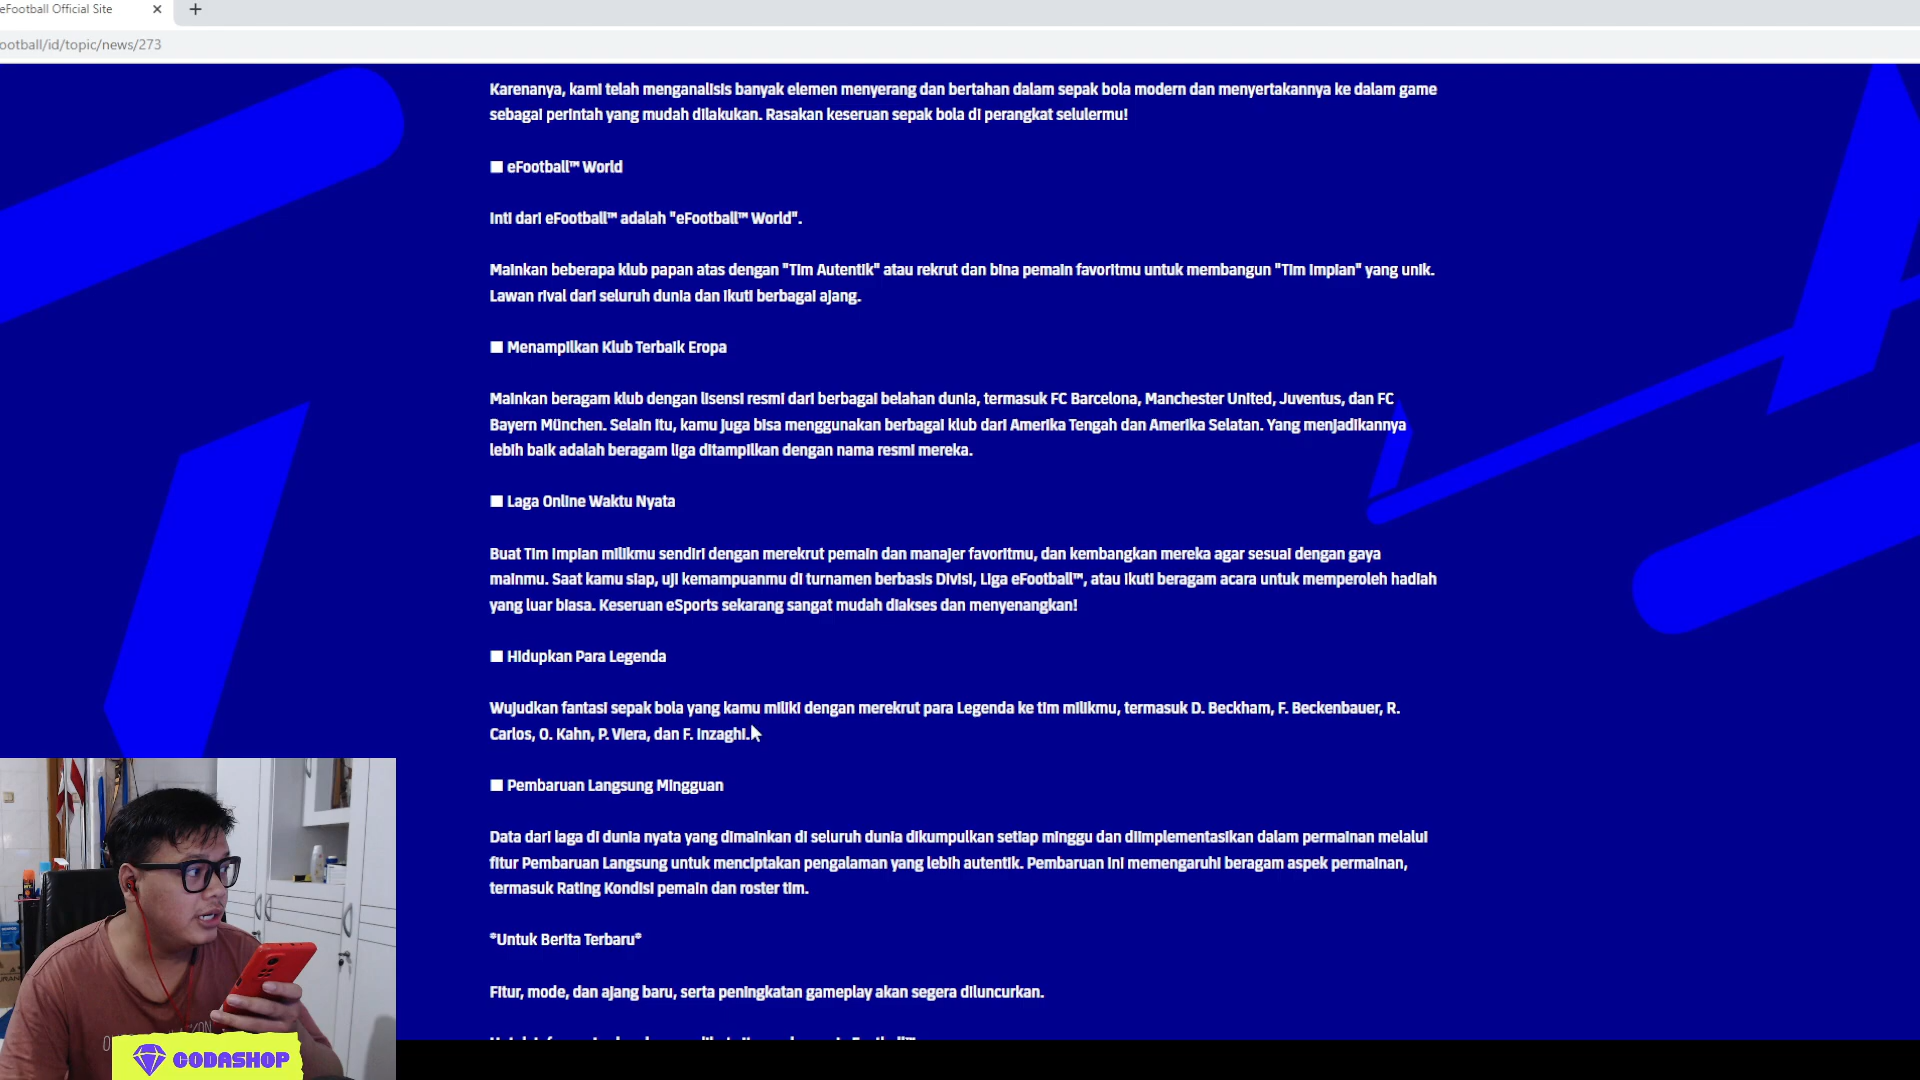 eFootball Official Site
ootball/id/topic/news/273
Karenanya, kami telah menganalisis banyak elemen menyerang dan bertahan dalam sepak bola modern dan menyertakannya ke dalam game
sebagai perintah yang mudah dilakukan. Rasakan keseruan sepak bola di perangkat selulermu!
■ eFootball™ World
Inti dari eFootball™ adalah "eFootball™ World".
Mainkan beberapa klub papan atas dengan "Tim Autentik" atau rekrut dan bina pemain favoritmu untuk membangun "Tim Impian" yang unik.
Lawan rival dari seluruh dunia dan ikuti berbagai ajang.
■ Menampilkan Klub Terbaik Eropa
Mainkan beragam klub dengan lisensi resmi dari berbagai belahan dunia, termasuk FC Barcelona, Manchester United, Juventus, dan FC
Bayern München. Selain itu, kamu juga bisa menggunakan berbagai klub dari Amerika Tengah dan Amerika Selatan. Yang menjadikannya
lebih baik adalah beragam liga ditampilkan dengan nama resmi mereka.
■ Laga Online Waktu Nyata
Buat Tim Impian milikmu sendiri dengan merekrut pemain dan manajer favoritmu, dan kembangkan mereka agar sesuai dengan gaya
mainmu. Saat kamu siap, uji kemampuanmu di turnamen berbasis Divisi, Liga eFootball™, atau ikuti beragam acara untuk memperoleh hadiah
yang luar biasa. Keseruan eSports sekarang sangat mudah diakses dan menyenangkan!
■ Hidupkan Para Legenda
Wujudkan fantasi sepak bola yang kamu miliki dengan merekrut para Legenda ke tim milikmu, termasuk D. Beckham, F. Beckenbauer, R.
Carlos, O. Kahn, P. Viera, dan F. Inzaghi.
■ Pembaruan Langsung Mingguan
Data dari laga di dunia nyata yang dimainkan di seluruh dunia dikumpulkan setiap minggu dan diimplementasikan dalam permainan melalui
fitur Pembaruan Langsung untuk menciptakan pengalaman yang lebih autentik. Pembaruan ini memengaruhi beragam aspek permainan,
termasuk Rating Kondisi pemain dan roster tim.
*Untuk Berita Terbaru*
Fitur, mode, dan ajang baru, serta peningkatan gameplay akan segera diluncurkan.
CODASHOP